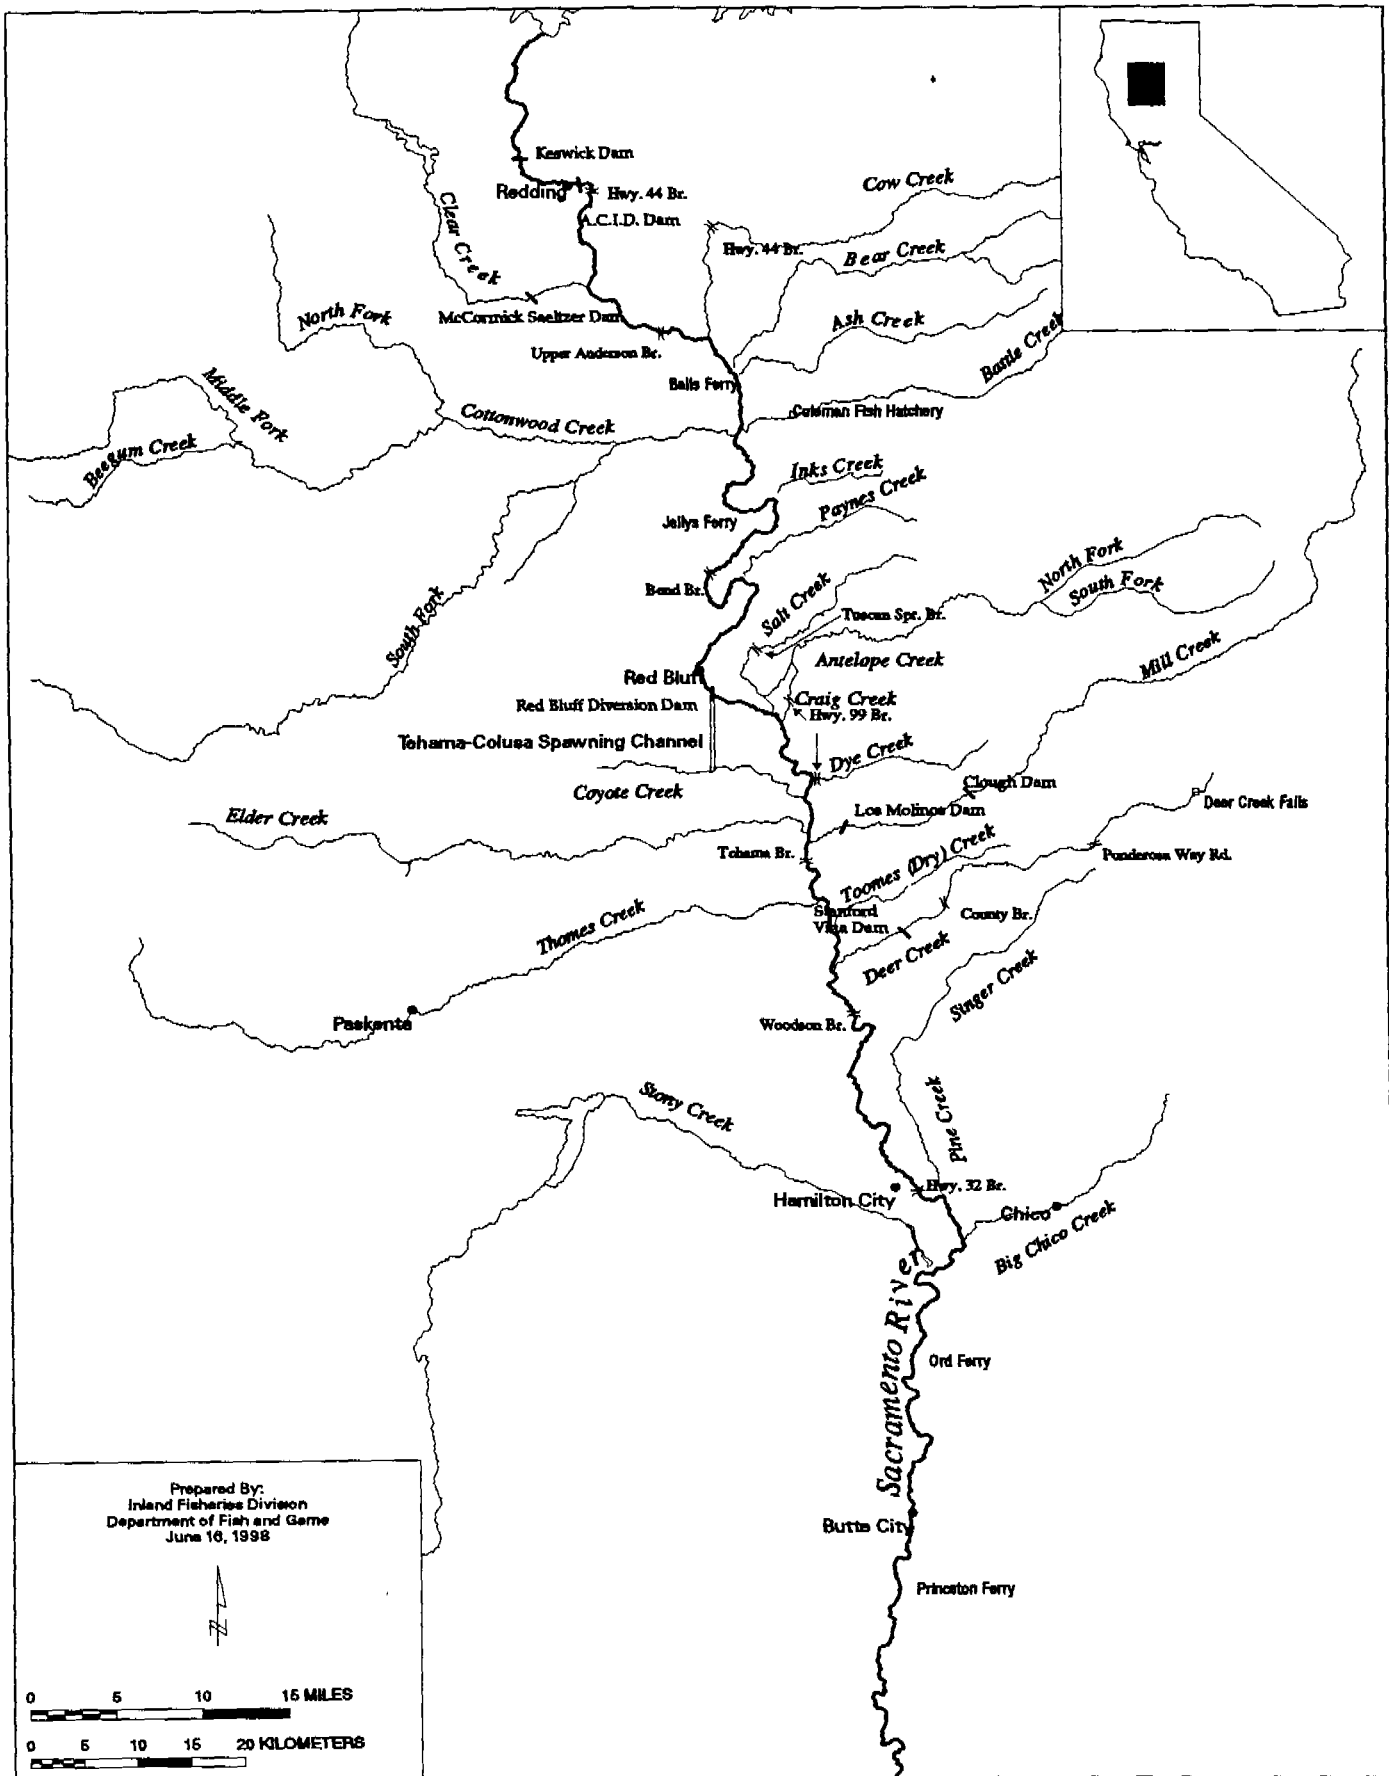 Keswick Dam
Redding
Hwy. 44 Br.
A.C.I.D. Dam
Cow Creek
Clear Creek
Hwy. 44 Br.
Bear Creek
North Fork
McCormick Saeltzer Dam
Ash Creek
Upper Anderson Br.
Battle Creek
Balls Ferry
Middle Fork
Cottonwood Creek
Coleman Fish Hatchery
Beegum Creek
Inks Creek
Paynes Creek
Jellys Ferry
North Fork
South Fork
Bend Br.
Salt Creek
Tuscan Spr. Br.
South Fork
Antelope Creek
Mill Creek
Red Bluff
Craig Creek
Red Bluff Diversion Dam
Hwy. 99 Br.
Tehama-Colusa Spawning Channel
Dye Creek
Coyote Creek
Clough Dam
Elder Creek
Los Molinos Dam
Deer Creek Falls
Tehama Br.
Toomes (Dry) Creek
Ponderosa Way Rd.
Stanford
Vina Dam
County Br.
Thomes Creek
Deer Creek
Singer Creek
Paskenta
Woodson Br.
Stony Creek
Pine Creek
Hamilton City
Hwy. 32 Br.
Chico
Big Chico Creek
Sacramento River
Ord Ferry
Butte City
Princeton Ferry
Prepared By:
Inland Fisheries Division
Department of Fish and Game
June 16, 1998
N
0 5 10 15 MILES
0 5 10 15 20 KILOMETERS